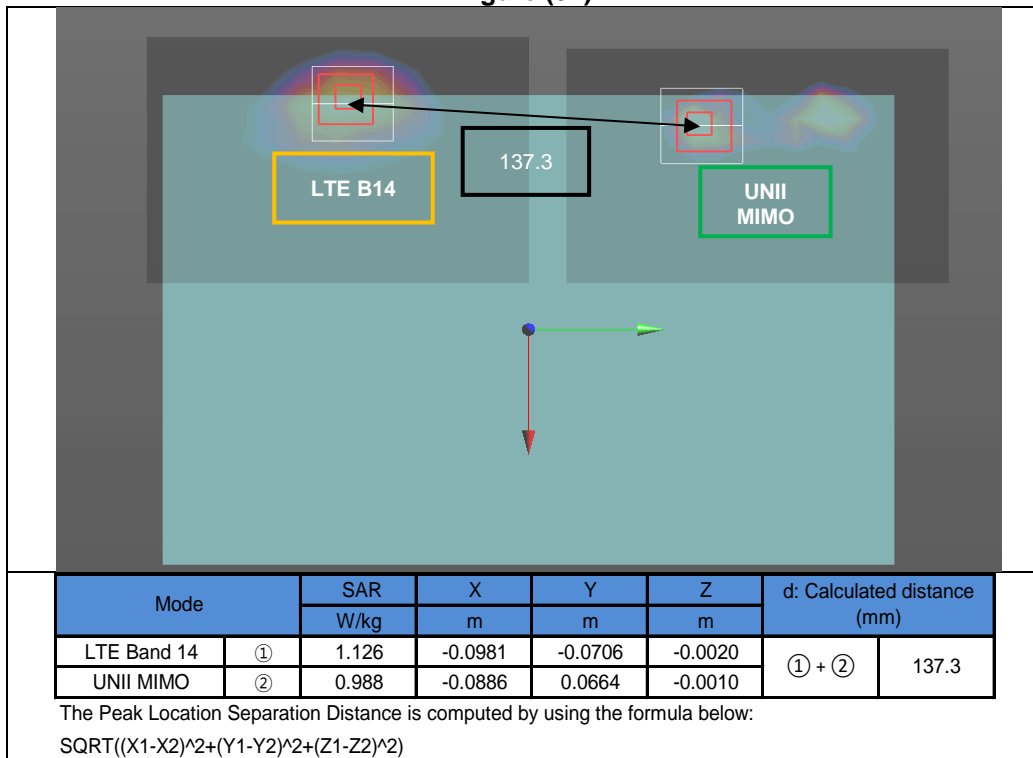 137.3
LTE B14
UNII
MIMO
Mode SAR X Y Z d: Calculated distance (mm)
W/kg m m m
LTE Band 14 ① 1.126 -0.0981 -0.0706 -0.0020 ① + ② 137.3
UNII MIMO ② 0.988 -0.0886 0.0664 -0.0010
The Peak Location Separation Distance is computed by using the formula below:
SQRT((X1-X2)^2+(Y1-Y2)^2+(Z1-Z2)^2)